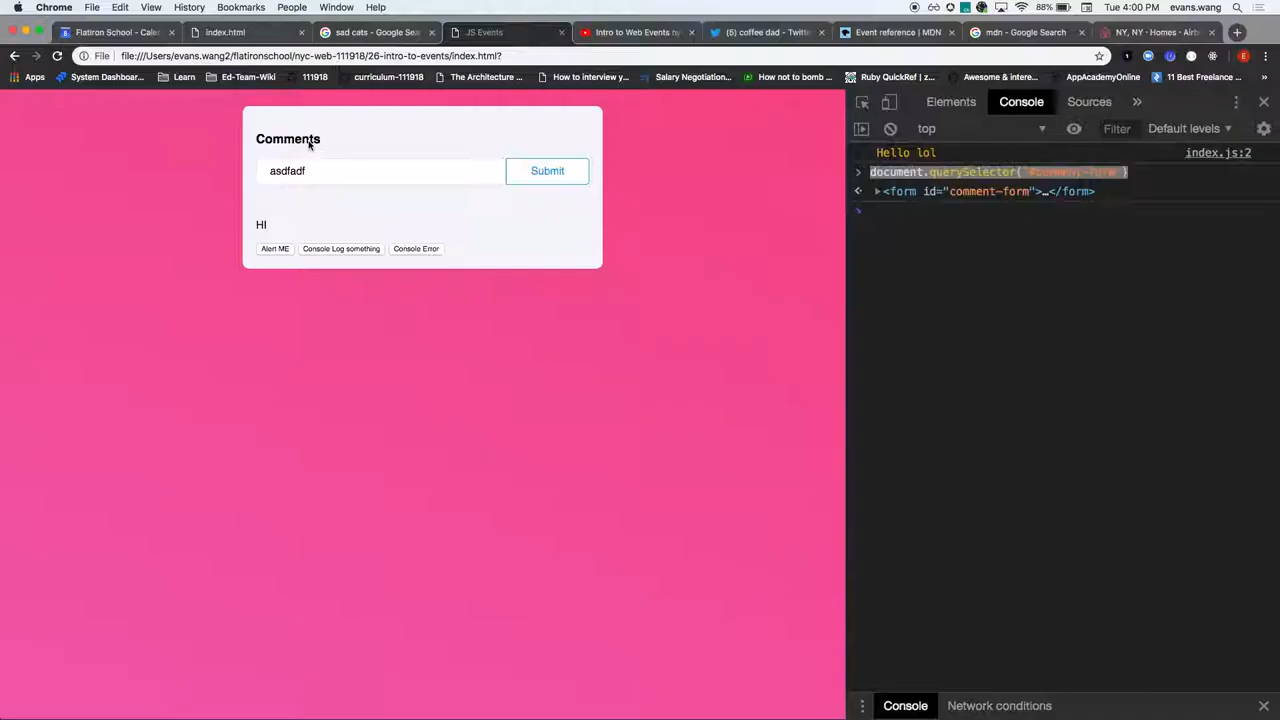 Chrome File Edit View History Bookmarks People Window Help 88% Tue 4:00 PM evans.wang
Flatiron School - Cale index.html sad cats - Google Sea JS Events Intro to Web Events ny (5) coffee dad - Twitte Event reference | MDN mdn - Google Search NY, NY - Homes - Airb
File file:///Users/evans.wang2/flatironschool/nyc-web-111918/26-intro-to-events/index.html?
Apps System Dashboar... Learn Ed-Team-Wiki 111918 curriculum-111918 The Architecture ... How to interview y... Salary Negotiation... How not to bomb ... Ruby QuickRef | z... Awesome & intere... AppAcademyOnline 11 Best Freelance ... »
Elements Console Sources »
top Filter Default levels
Hello lol index.js:2
document.querySelector('#comment-form')
<form id="comment-form">…</form>
Comments
asdfadf Submit
HI
Alert ME Console Log something Console Error
Console Network conditions